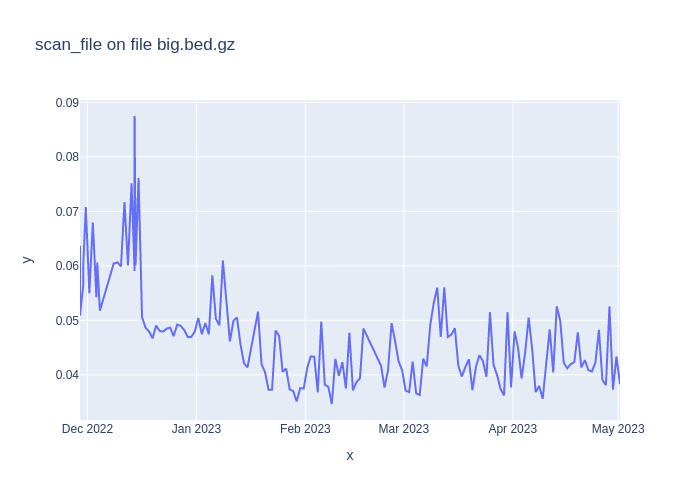 scan_file on file big.bed.gz
0.09
0.08
0.07
0.06
0.05
0.04
y
Dec 2022 Jan 2023 Feb 2023 Mar 2023 Apr 2023 May 2023
x